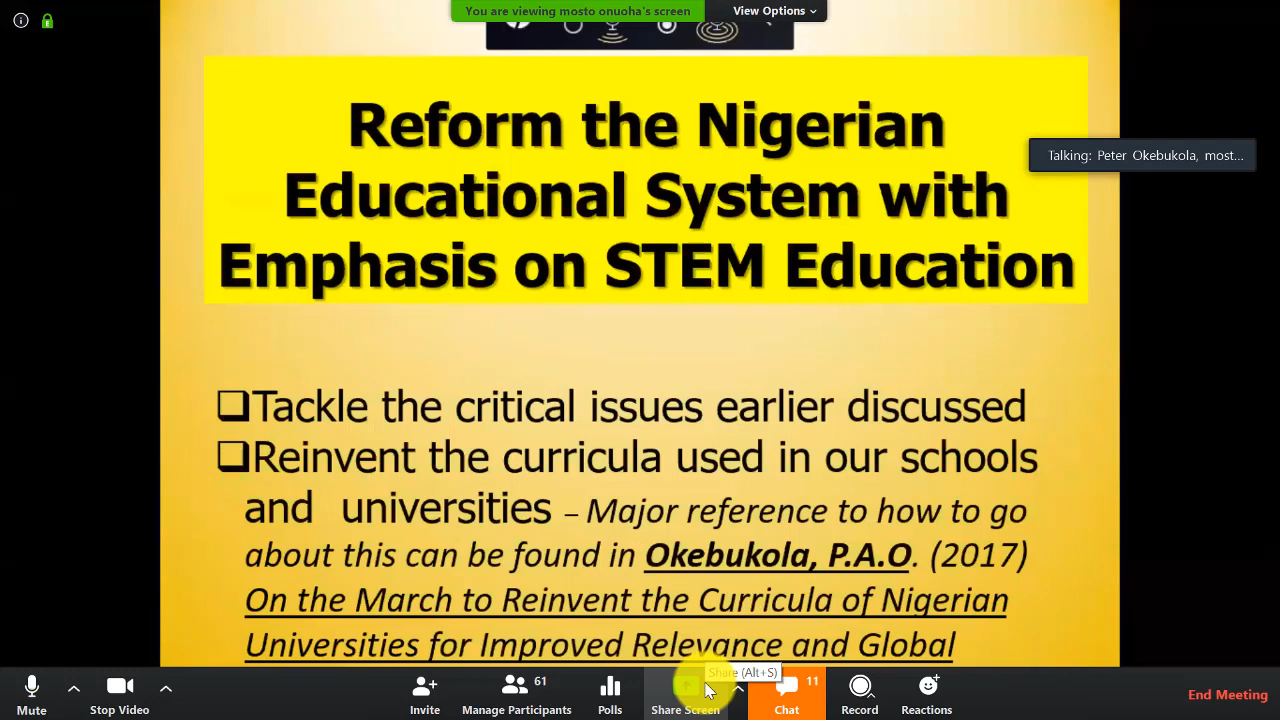 You are viewing mosto onuoha's screen
View Options
E
Reform the Nigerian
Educational System with
Emphasis on STEM Education
Talking: Peter Okebukola, most...
❑Tackle the critical issues earlier discussed
❑Reinvent the curricula used in our schools
and universities – Major reference to how to go
about this can be found in Okebukola, P.A.O. (2017)
On the March to Reinvent the Curricula of Nigerian
Universities for Improved Relevance and Global
Share (Alt+S)
Mute
Stop Video
Invite
61
Manage Participants
Polls
Share Screen
11
Chat
Record
Reactions
End Meeting